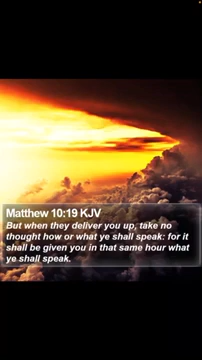 Matthew 10:19 KJV
But when they deliver you up, take no
thought how or what ye shall speak: for it
shall be given you in that same hour what
ye shall speak.